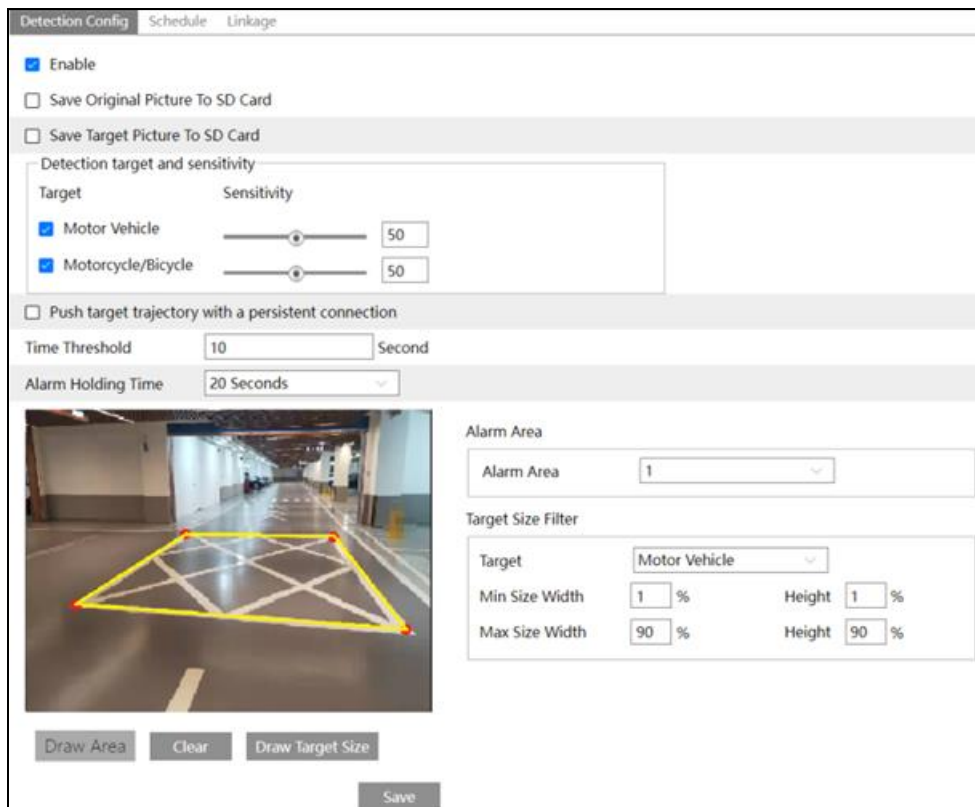 Detection Config Schedule Linkage
Enable
Save Original Picture To SD Card
Save Target Picture To SD Card
Detection target and sensitivity
Target Sensitivity
Motor Vehicle 50
Motorcycle/Bicycle 50
Push target trajectory with a persistent connection
Time Threshold 10 Second
Alarm Holding Time 20 Seconds
Alarm Area
Alarm Area 1
Target Size Filter
Target Motor Vehicle
Min Size Width 1 % Height 1 %
Max Size Width 90 % Height 90 %
Draw Area Clear Draw Target Size
Save